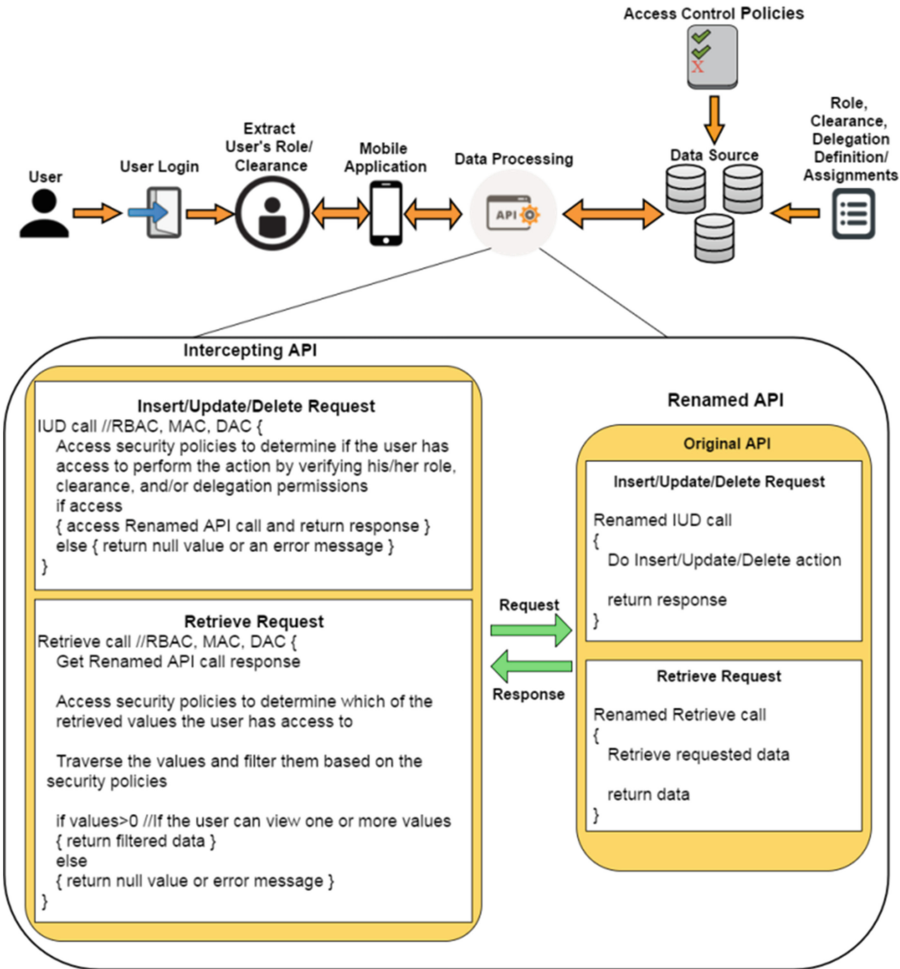 Access Control Policies
X
Role,
Clearance,
Delegation
Definition/
Assignments
Extract
User's Role/
Clearance
Mobile
Application
Data Processing
Data Source
User Login
User
API
Intercepting API
Insert/Update/Delete Request
IUD call //RBAC, MAC, DAC {
Access security policies to determine if the user has
access to perform the action by verifying his/her role,
clearance, and/or delegation permissions
if access
{ access Renamed API call and return response }
else { return null value or an error message }
}
Retrieve Request
Retrieve call //RBAC, MAC, DAC {
Get Renamed API call response
Access security policies to determine which of the
retrieved values the user has access to
Traverse the values and filter them based on the
security policies
if values>0 //If the user can view one or more values
{ return filtered data }
else
{ return null value or error message }
}
Request
Response
Renamed API
Original API
Insert/Update/Delete Request
Renamed IUD call
{
Do Insert/Update/Delete action
return response
}
Retrieve Request
Renamed Retrieve call
{
Retrieve requested data
return data
}